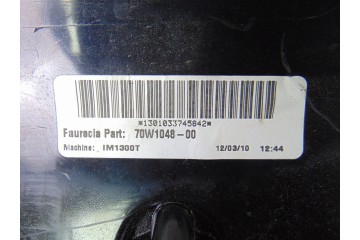 *1301033745842*
Faurecia Part: 70W1048-00
Machine: IM1300T 12/03/10 12:44